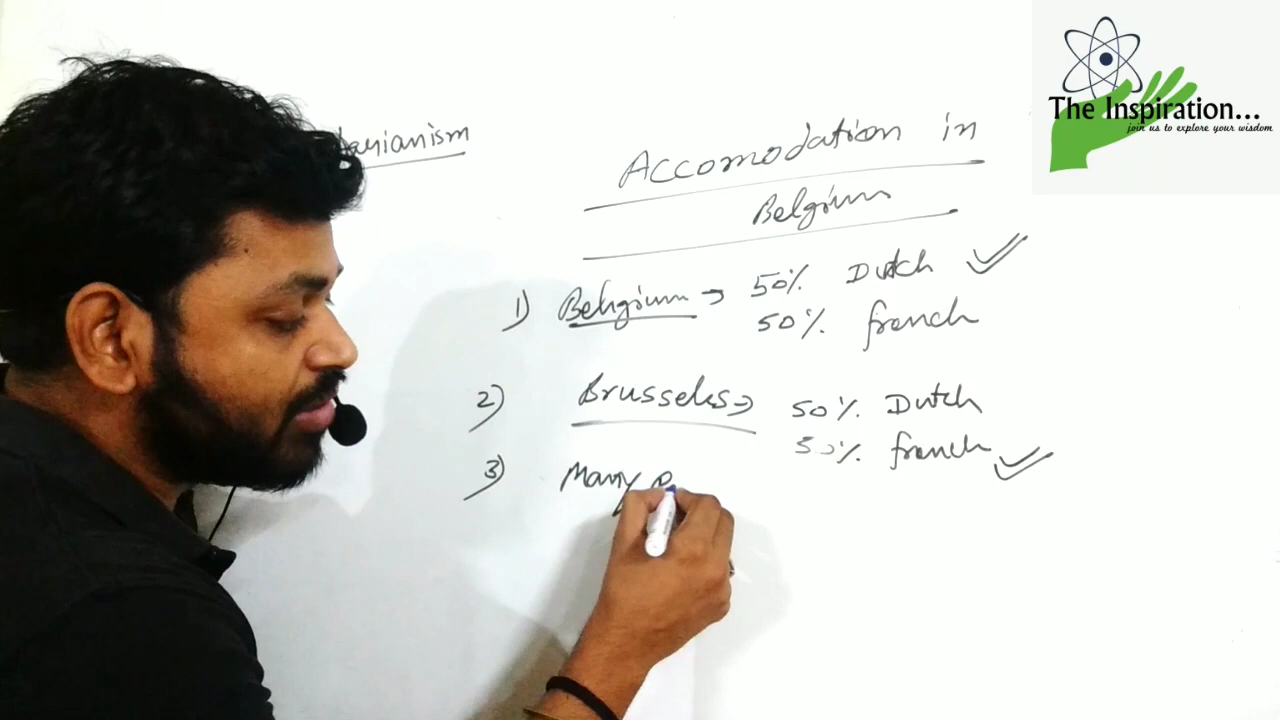 The Inspiration...
join us to explore your wisdom
Accomodation in
Belgium
1) Belgium → 50% Dutch
50% french
2) Brussels → 50% Dutch
50% french
3) Many